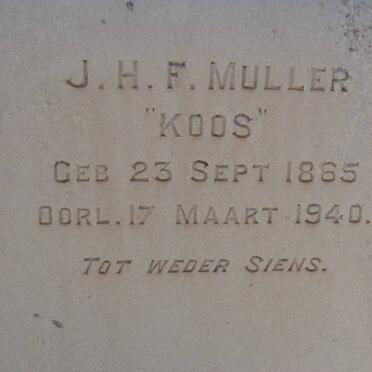 J. H. F. MULLER
"KOOS"
GEB 23 SEPT 1865
OORL. 17 MAART 1940.
TOT WEDER SIENS.